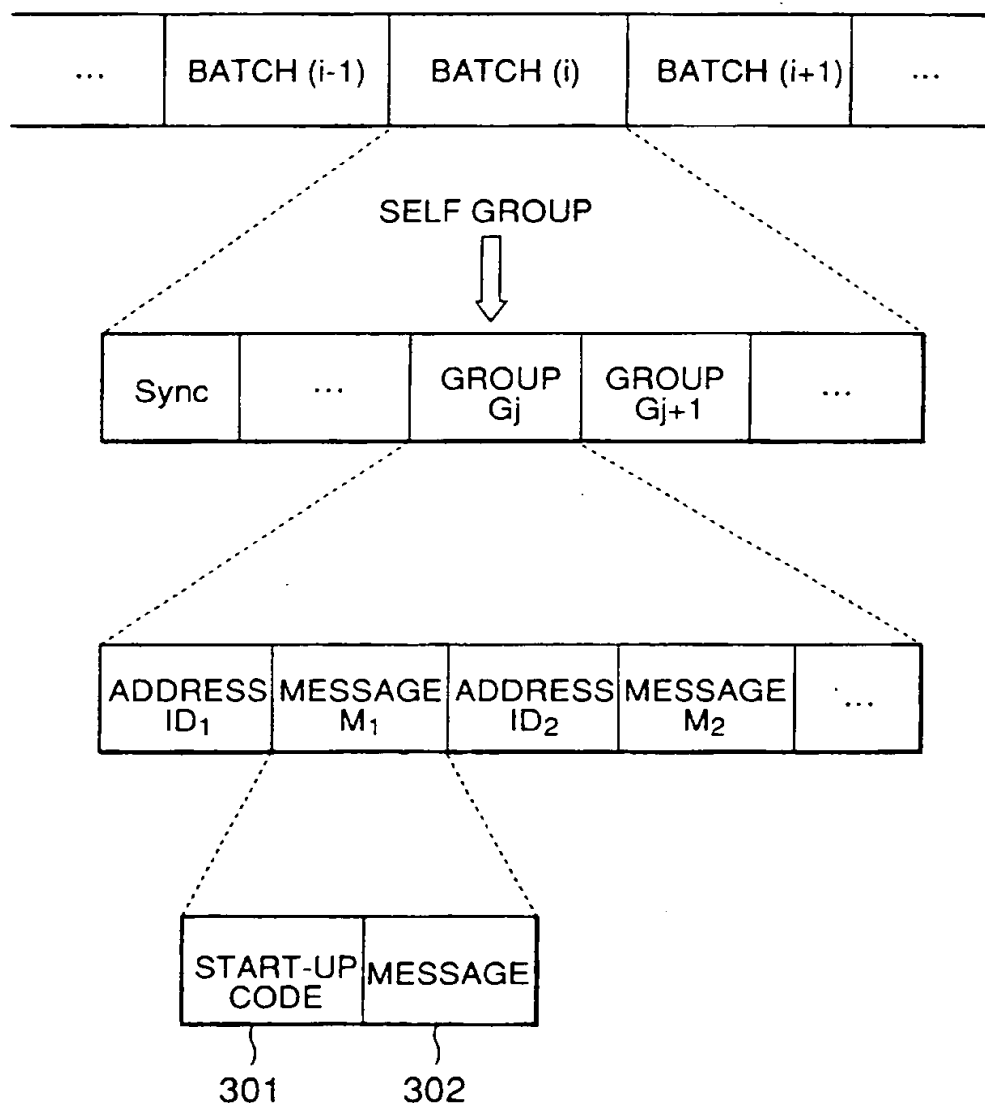 ... BATCH (i-1) BATCH (i) BATCH (i+1) ...
SELF GROUP
Sync ... GROUP Gj GROUP Gj+1 ...
ADDRESS ID₁ MESSAGE M₁ ADDRESS ID₂ MESSAGE M₂ ...
START-UP CODE MESSAGE
301 302